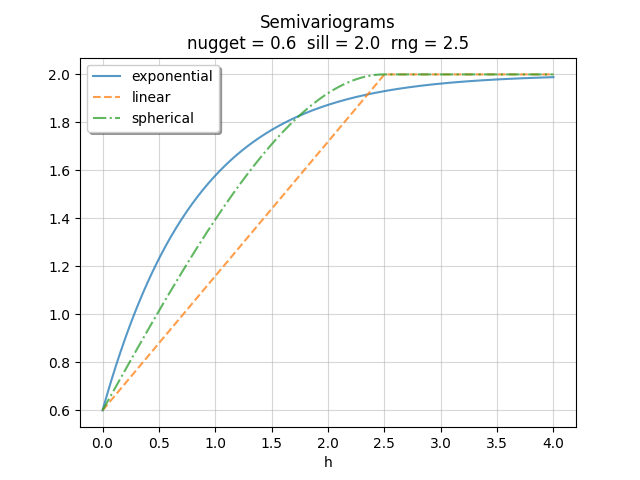 Semivariograms
nugget = 0.6  sill = 2.0  rng = 2.5
2.0
1.8
1.6
1.4
1.2
1.0
0.8
0.6
exponential
linear
spherical
0.0 0.5 1.0 1.5 2.0 2.5 3.0 3.5 4.0
h